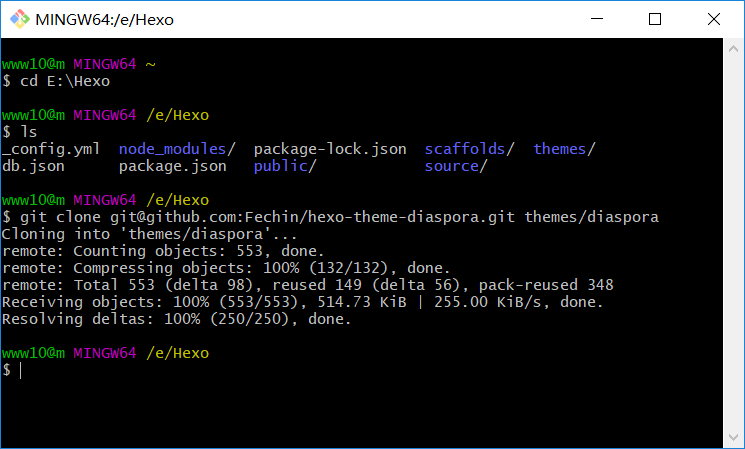 MINGW64:/e/Hexo
www10@m MINGW64 ~
$ cd E:\Hexo
www10@m MINGW64 /e/Hexo
$ ls
_config.yml  node_modules/  package-lock.json  scaffolds/  themes/
db.json      package.json   public/            source/
www10@m MINGW64 /e/Hexo
$ git clone git@github.com:Fechin/hexo-theme-diaspora.git themes/diaspora
Cloning into 'themes/diaspora'...
remote: Counting objects: 553, done.
remote: Compressing objects: 100% (132/132), done.
remote: Total 553 (delta 98), reused 149 (delta 56), pack-reused 348
Receiving objects: 100% (553/553), 514.73 KiB | 255.00 KiB/s, done.
Resolving deltas: 100% (250/250), done.
www10@m MINGW64 /e/Hexo
$